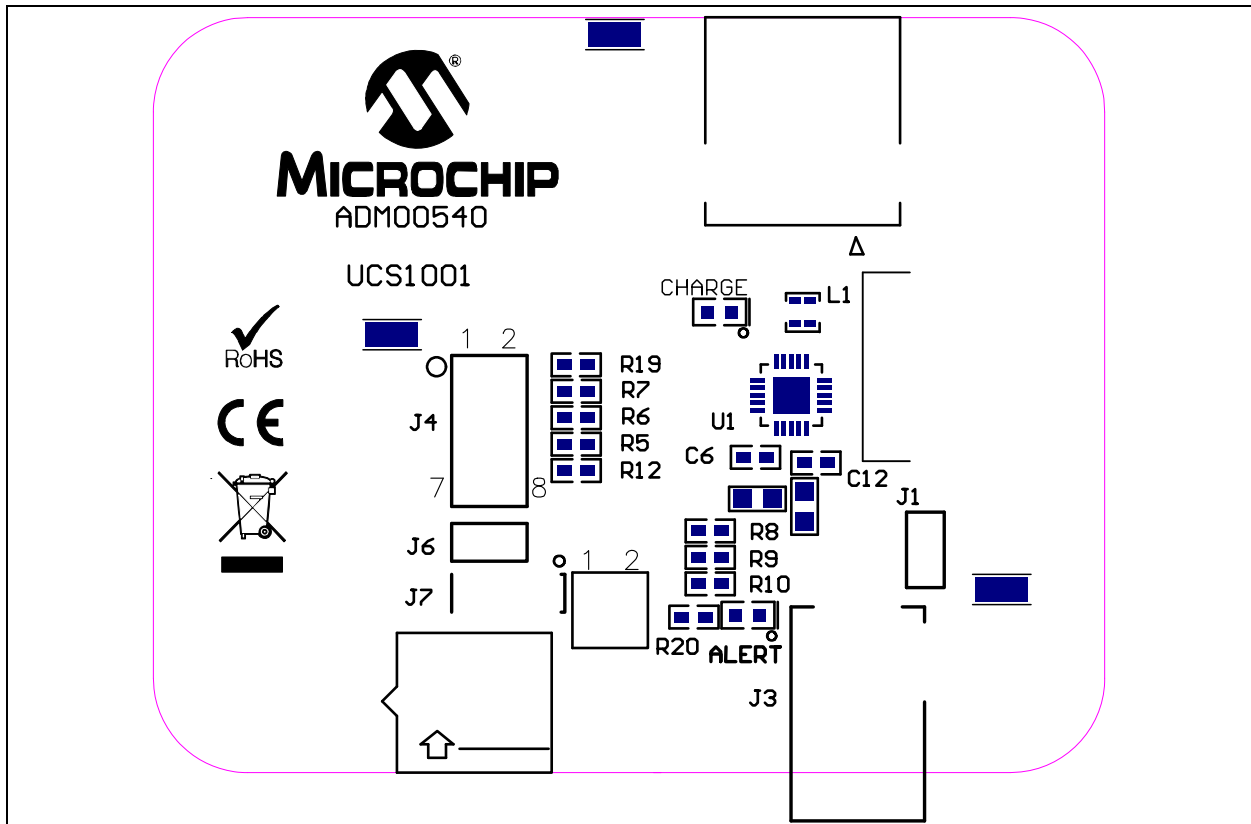 ®
MICROCHIP
ADM00540
UCS1001
CHARGE
L1
RoHS
1 2
R19
R7
J4
R6
U1
R5
C6
R12
C12
7 8
J1
R8
J6
R9
1 2
R10
J7
R20
ALERT
J3
CE